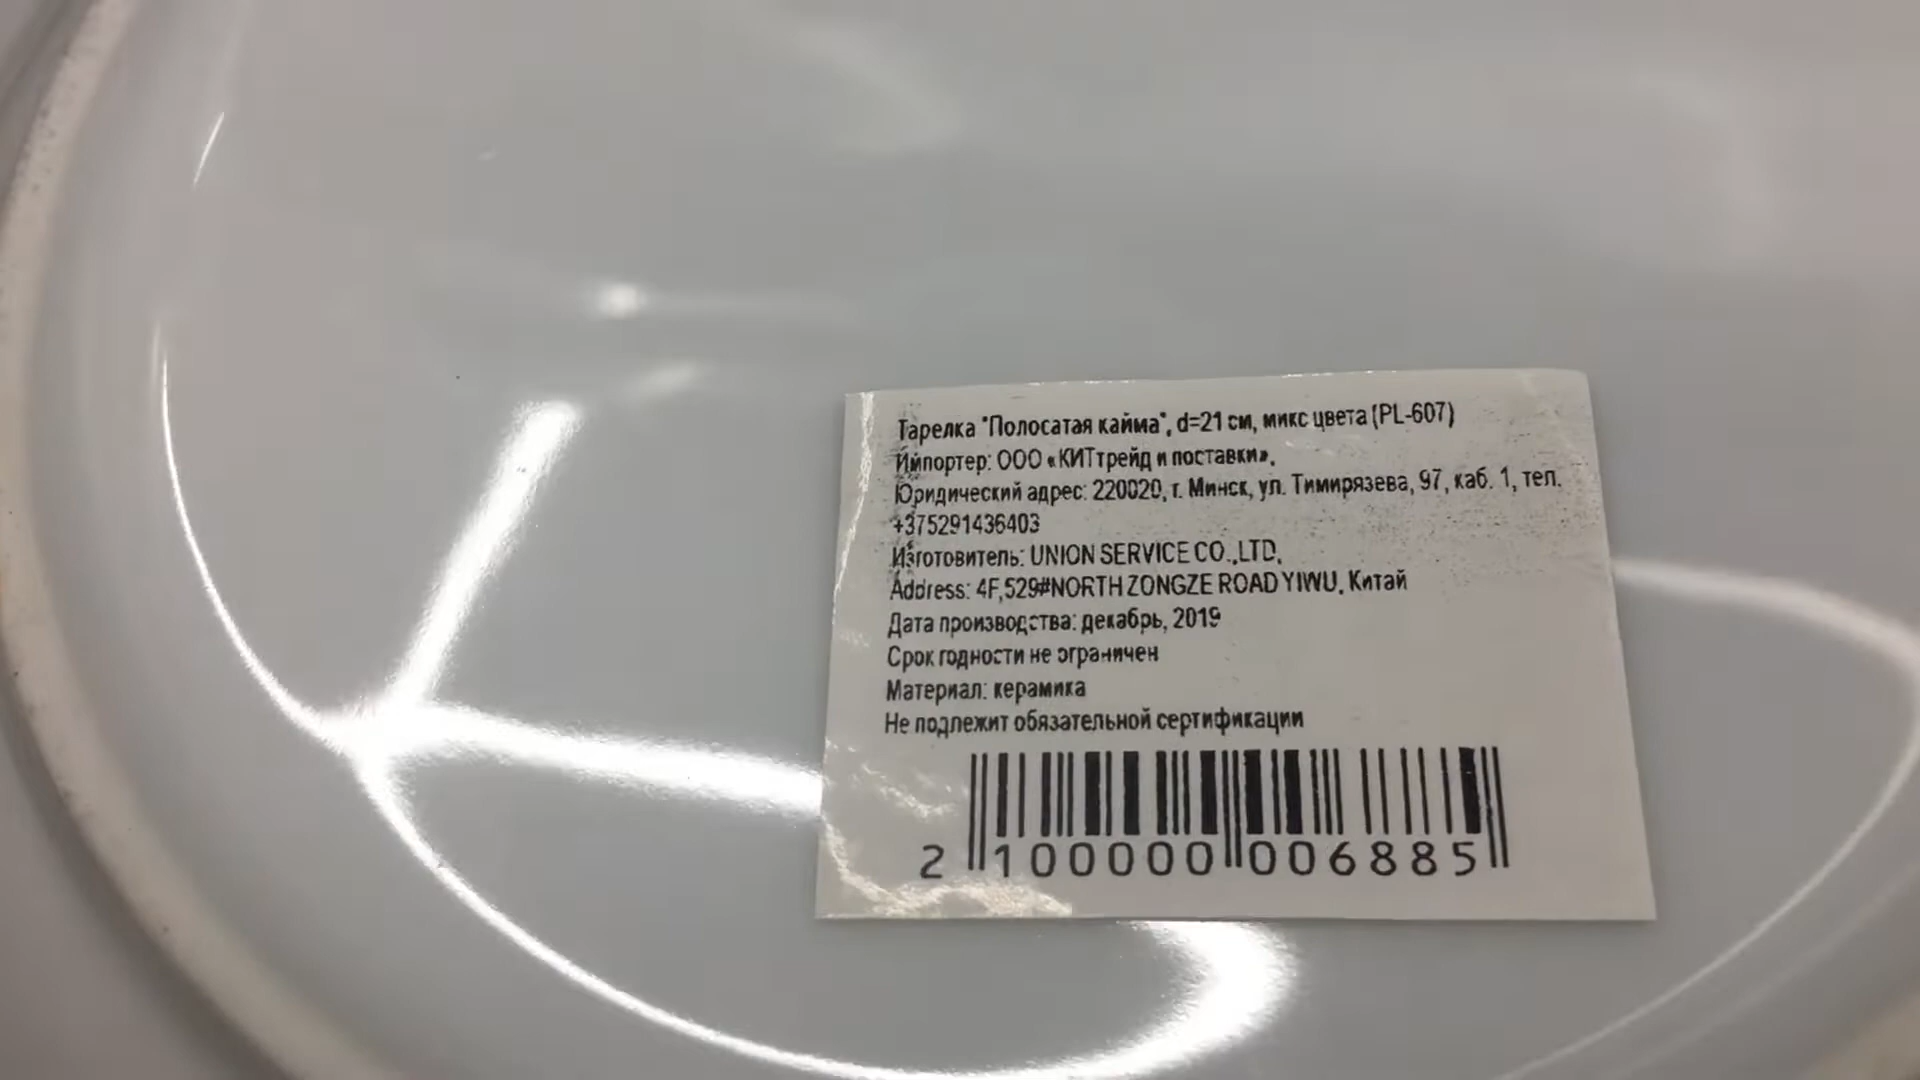 Тарелка "Полосатая кайма", d=21 см, микс цвета (PL-607)
Импортер: ООО «КИТтрейд и поставки»,
Юридический адрес: 220020, г. Минск, ул. Тимирязева, 97, каб. 1, тел.
+375291436403
Изготовитель: UNION SERVICE CO.,LTD,
Address: 4F,529#NORTH ZONGZE ROAD YIWU, Китай
Дата производства: декабрь, 2019
Срок годности не ограничен
Материал: керамика
Не подлежит обязательной сертификации
2 100000 006885